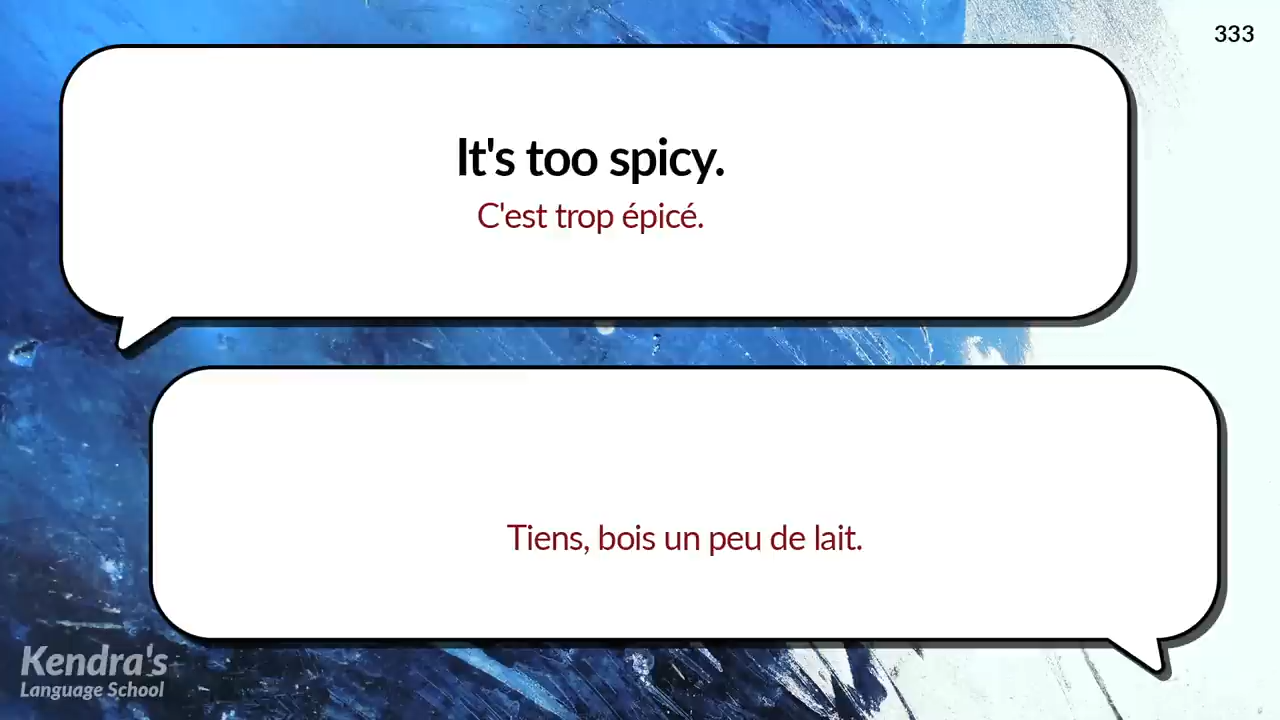 333
It's too spicy.
C'est trop épicé.
Tiens, bois un peu de lait.
Kendra's
Language School